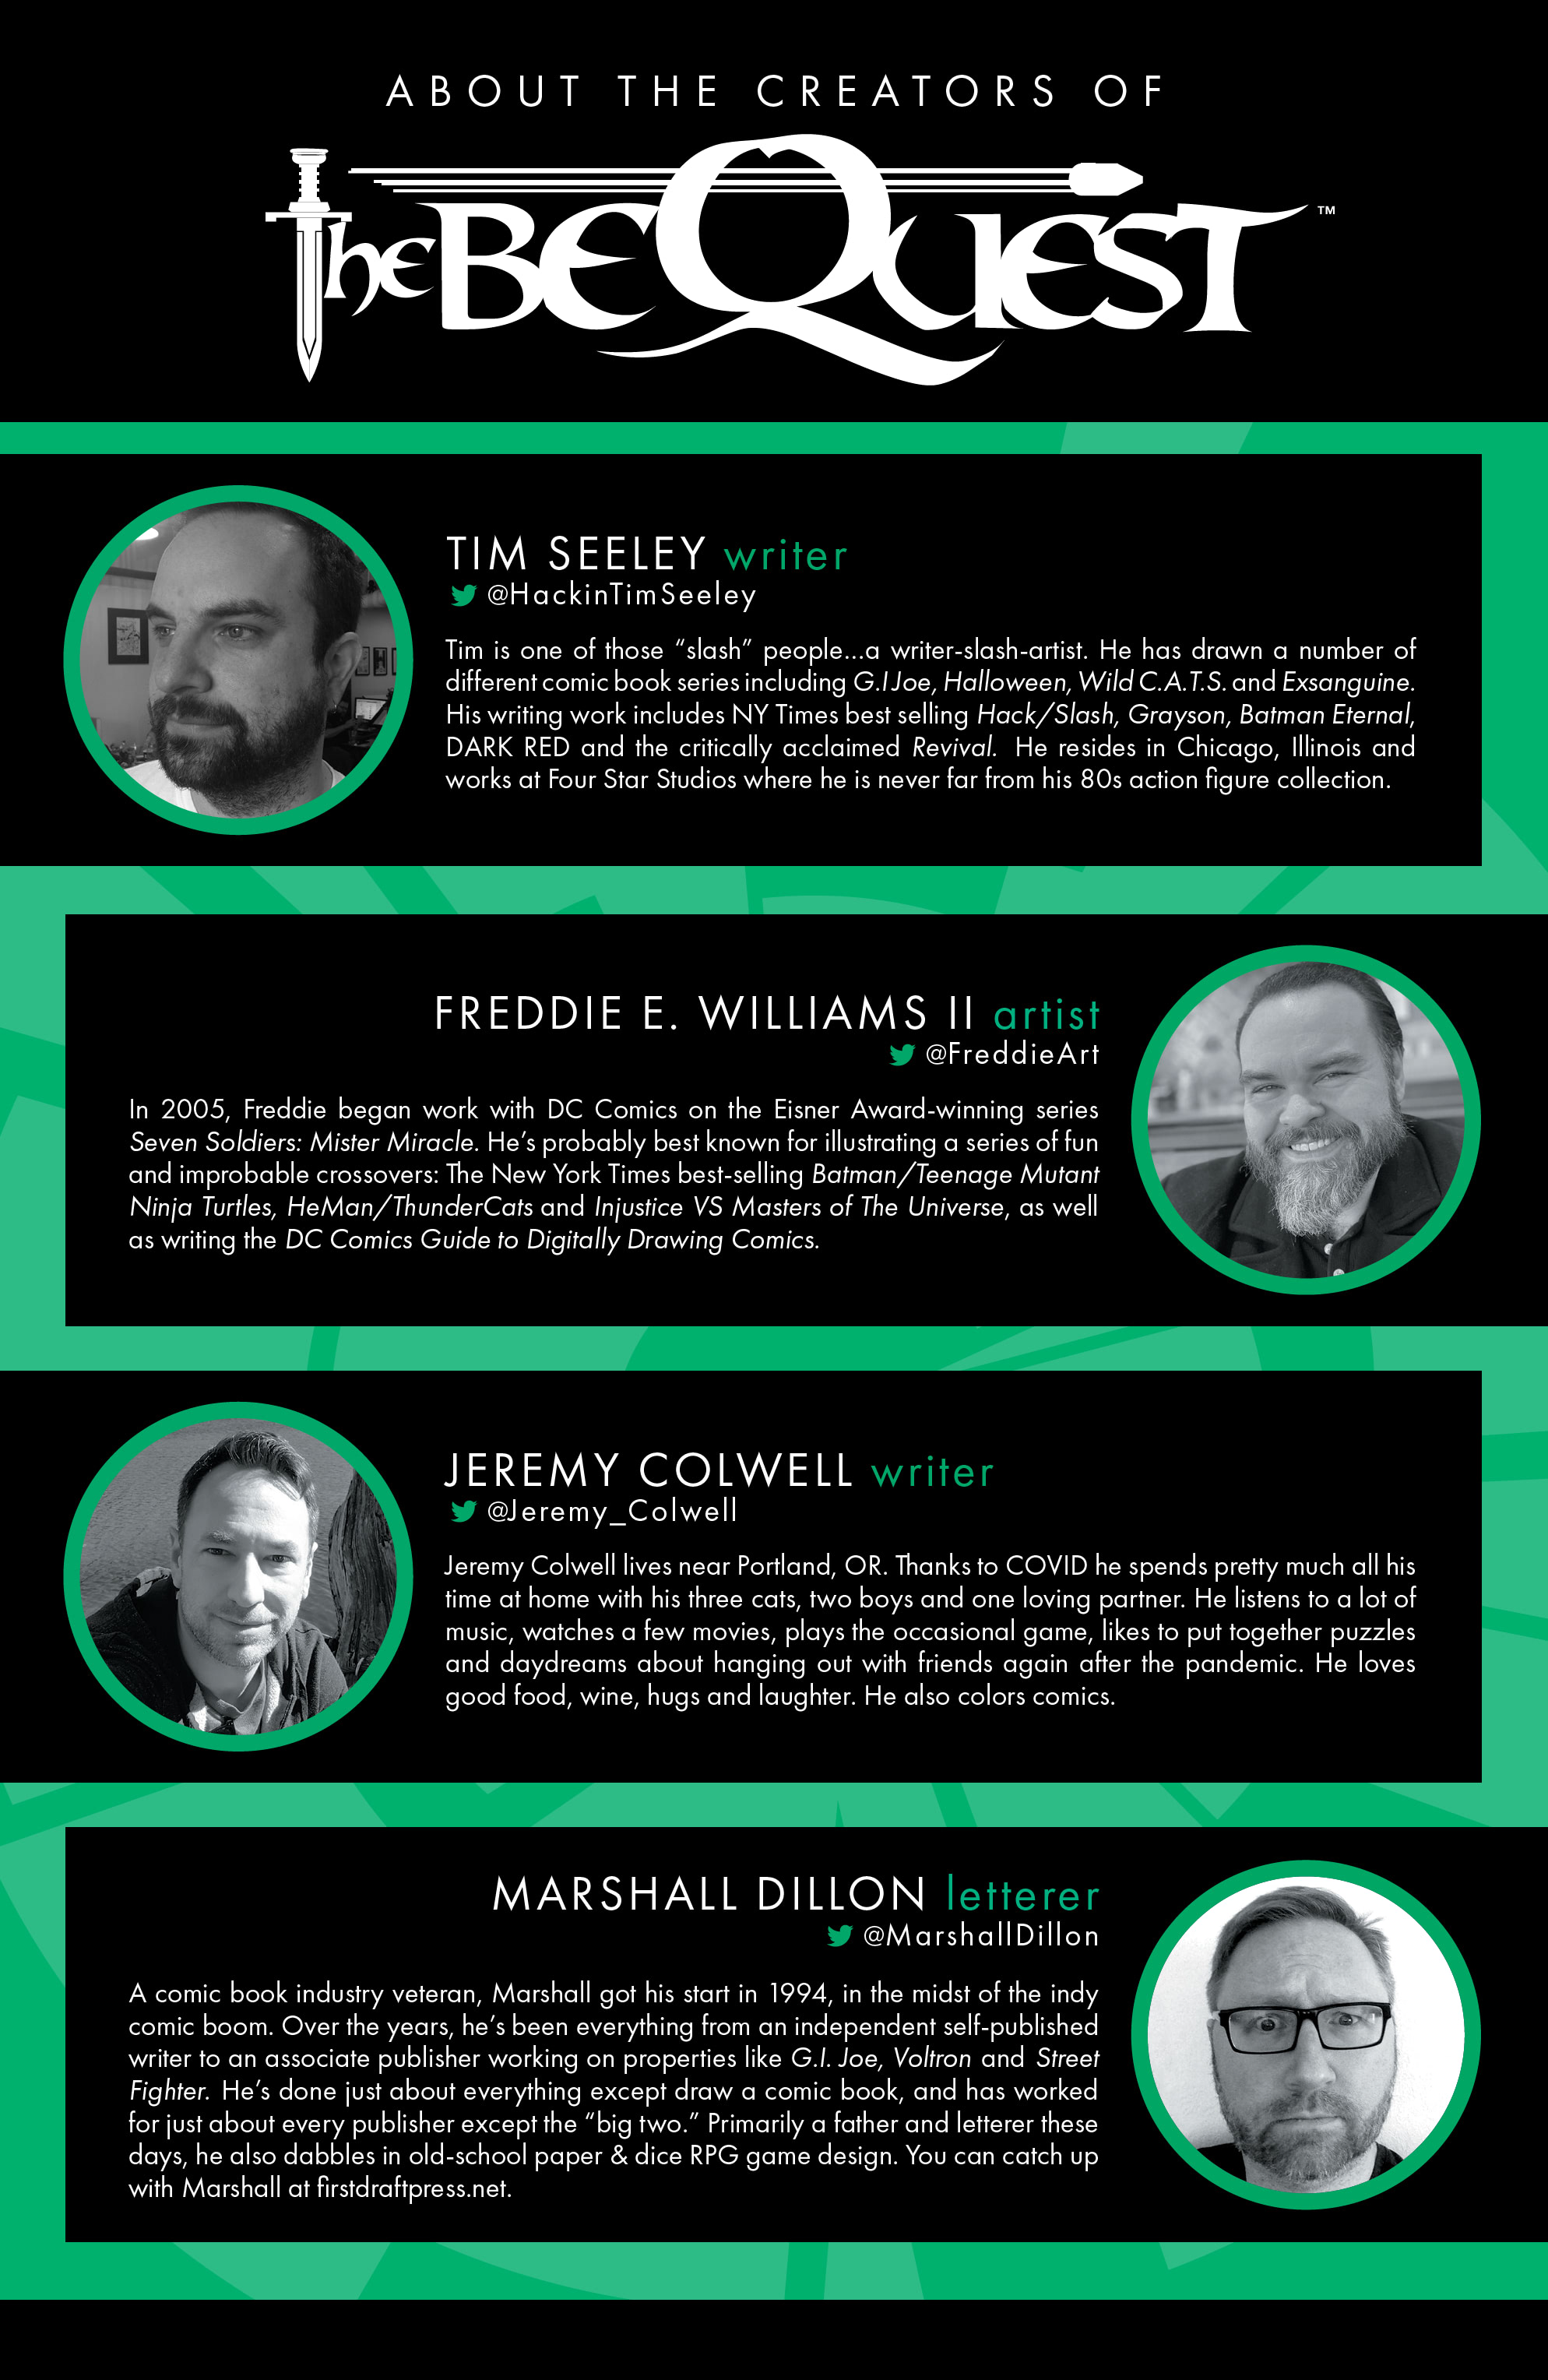 ABOUT THE CREATORS OF
The BEQUEST™
TIM SEELEY writer
@HackinTimSeeley
Tim is one of those “slash” people...a writer-slash-artist. He has drawn a number of
different comic book series including G.I Joe, Halloween, Wild C.A.T.S. and Exsanguine.
His writing work includes NY Times best selling Hack/Slash, Grayson, Batman Eternal,
DARK RED and the critically acclaimed Revival. He resides in Chicago, Illinois and
works at Four Star Studios where he is never far from his 80s action figure collection.
FREDDIE E. WILLIAMS II artist
@FreddieArt
In 2005, Freddie began work with DC Comics on the Eisner Award-winning series
Seven Soldiers: Mister Miracle. He’s probably best known for illustrating a series of fun
and improbable crossovers: The New York Times best-selling Batman/Teenage Mutant
Ninja Turtles, HeMan/ThunderCats and Injustice VS Masters of The Universe, as well
as writing the DC Comics Guide to Digitally Drawing Comics.
JEREMY COLWELL writer
@Jeremy_Colwell
Jeremy Colwell lives near Portland, OR. Thanks to COVID he spends pretty much all his
time at home with his three cats, two boys and one loving partner. He listens to a lot of
music, watches a few movies, plays the occasional game, likes to put together puzzles
and daydreams about hanging out with friends again after the pandemic. He loves
good food, wine, hugs and laughter. He also colors comics.
MARSHALL DILLON letterer
@MarshallDillon
A comic book industry veteran, Marshall got his start in 1994, in the midst of the indy
comic boom. Over the years, he’s been everything from an independent self-published
writer to an associate publisher working on properties like G.I. Joe, Voltron and Street
Fighter. He’s done just about everything except draw a comic book, and has worked
for just about every publisher except the “big two.” Primarily a father and letterer these
days, he also dabbles in old-school paper & dice RPG game design. You can catch up
with Marshall at firstdraftpress.net.